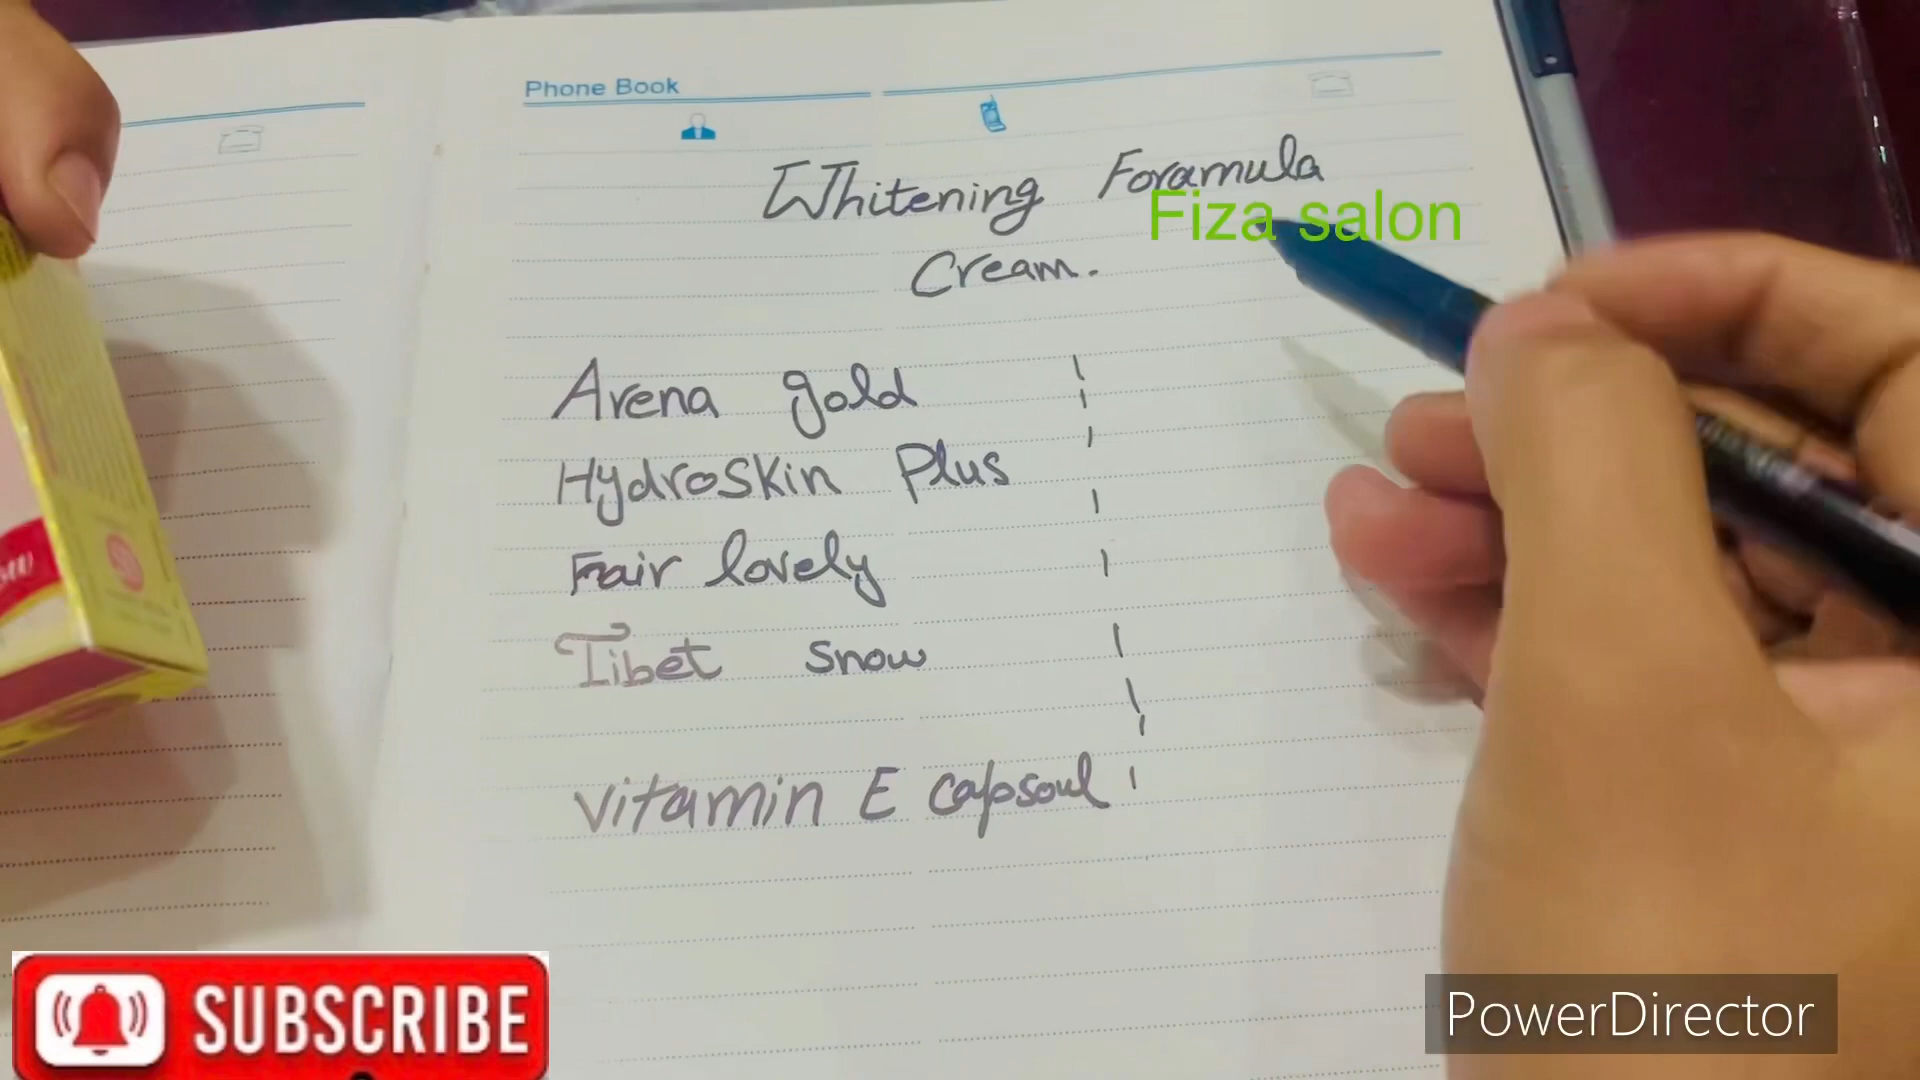 Phone Book
Whitening Foramula
Fiza salon
Cream.
Arena gold
Hydroskin Plus
Fair lovely
Tibet snow
Vitamin E capsoul
SUBSCRIBE
PowerDirector